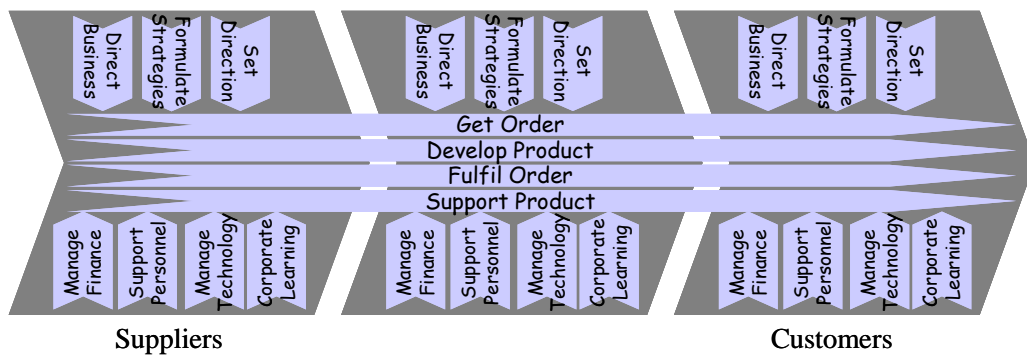 Direct
Business
Formulate
Strategies
Set
Direction
Direct
Business
Formulate
Strategies
Set
Direction
Direct
Business
Formulate
Strategies
Set
Direction
Get Order
Develop Product
Fulfil Order
Support Product
Manage
Finance
Support
Personnel
Manage
Technology
Corporate
Learning
Manage
Finance
Support
Personnel
Manage
Technology
Corporate
Learning
Manage
Finance
Support
Personnel
Manage
Technology
Corporate
Learning
Suppliers
Customers